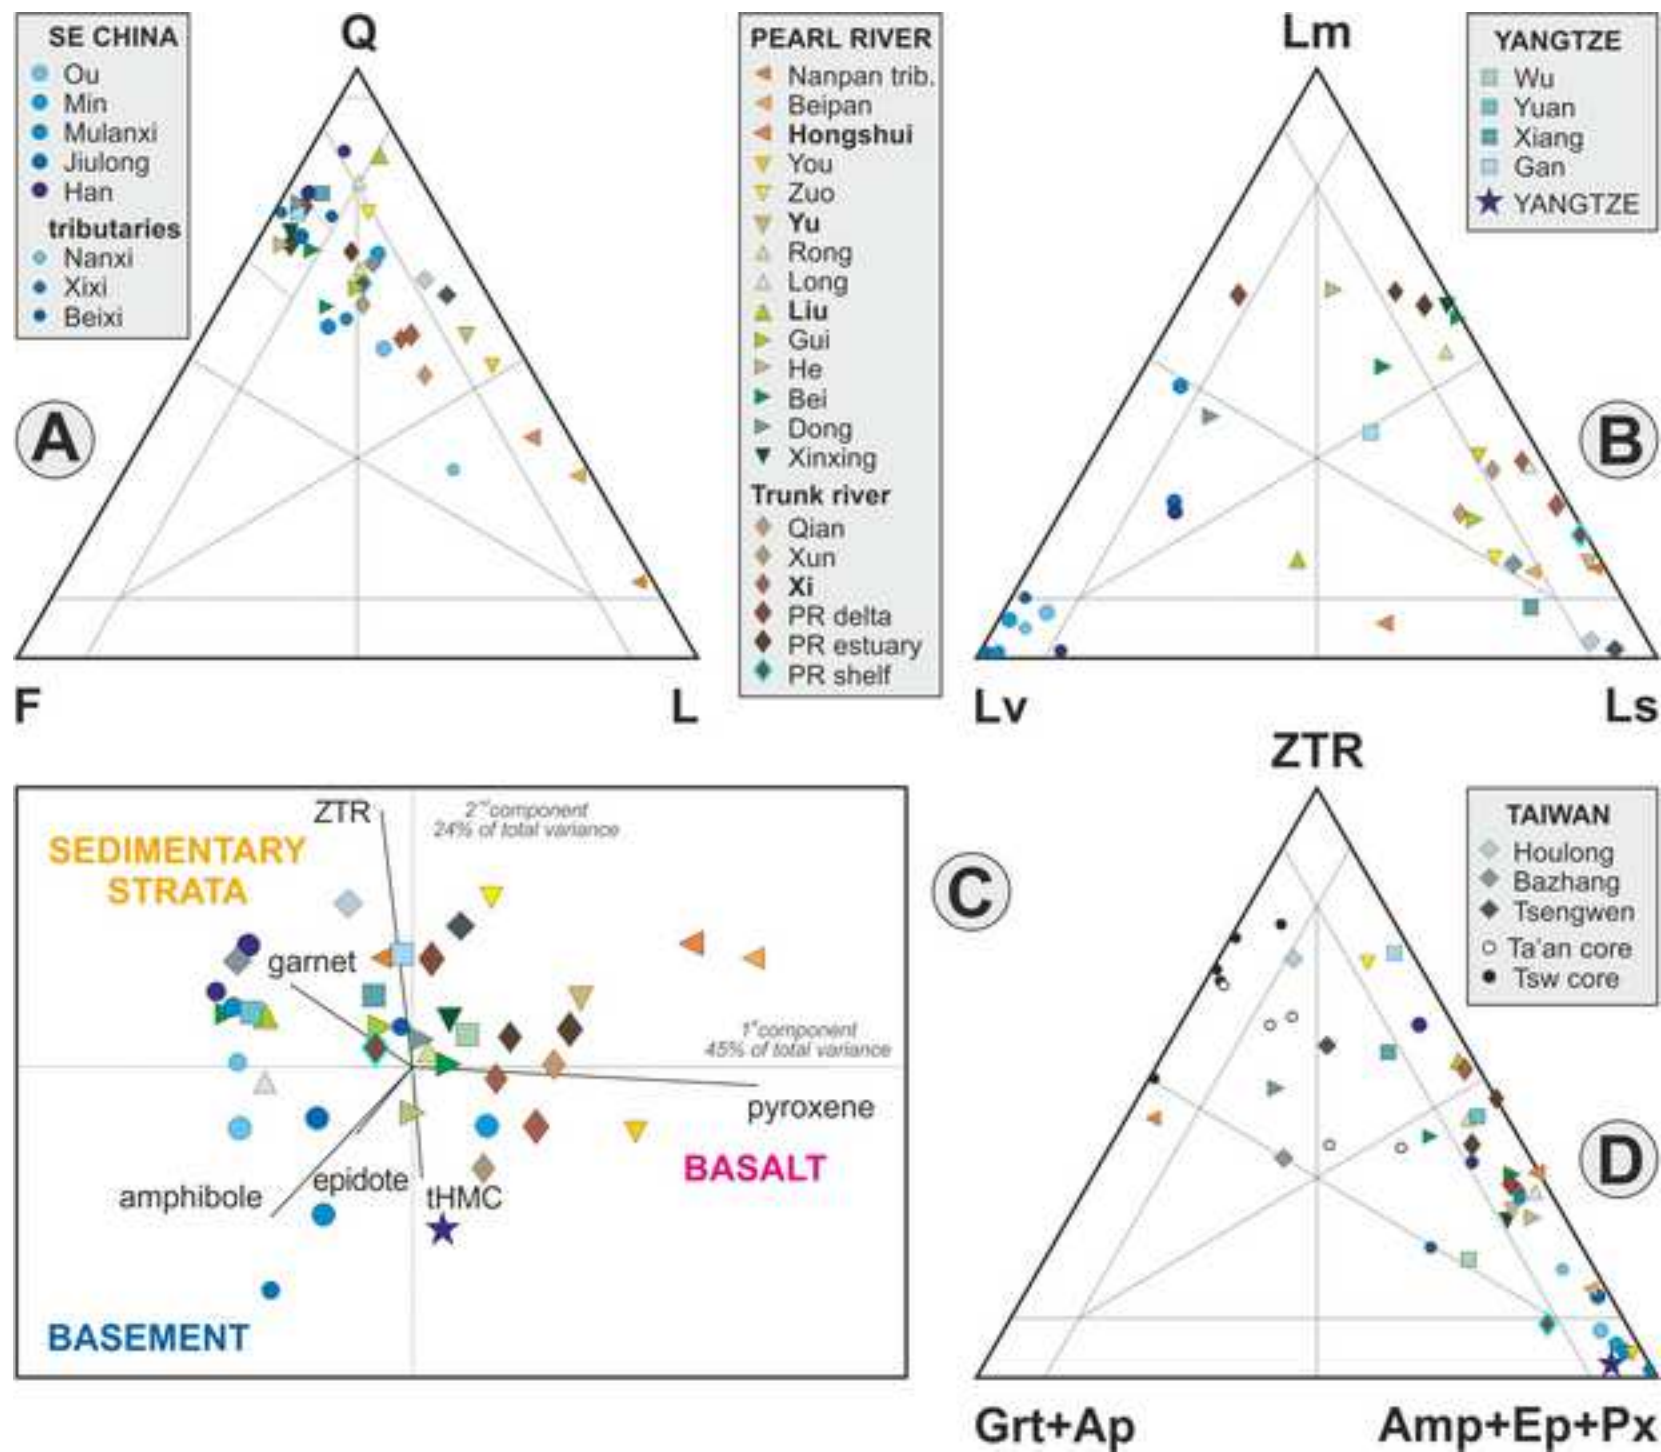 SE CHINA
Ou
Min
Mulanxi
Jiulong
Han
tributaries
Nanxi
Xixi
Beixi
Q
A
F
L
PEARL RIVER
Nanpan trib.
Beipan
Hongshui
You
Zuo
Yu
Rong
Long
Liu
Gui
He
Bei
Dong
Xinxing
Trunk river
Qian
Xun
Xi
PR delta
PR estuary
PR shelf
Lm
B
Lv
Ls
YANGTZE
Wu
Yuan
Xiang
Gan
YANGTZE
SEDIMENTARY
STRATA
ZTR
2nd component
24% of total variance
garnet
1st component
45% of total variance
pyroxene
BASALT
amphibole
epidote
tHMC
BASEMENT
C
ZTR
D
Grt+Ap
Amp+Ep+Px
TAIWAN
Houlong
Bazhang
Tsengwen
Ta'an core
Tsw core